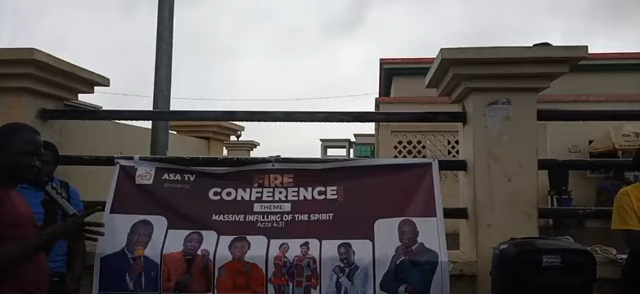 ASA TV
presents
FIRE
CONFERENCE
THEME:
MASSIVE INFILLING OF THE SPIRIT
Acts 4:31